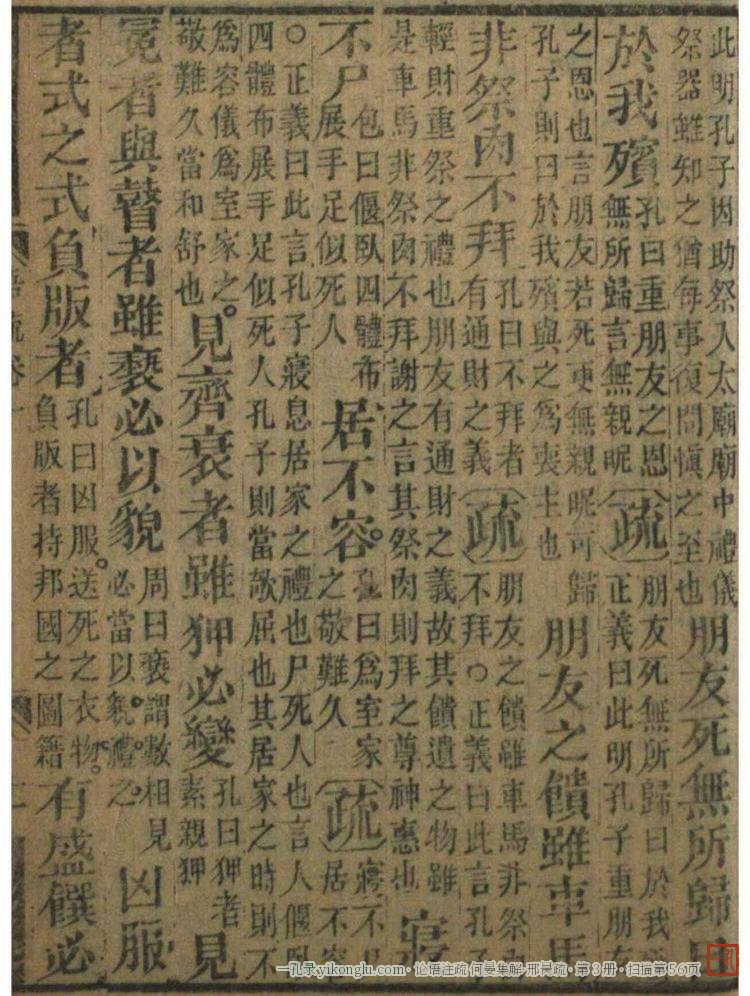 此明孔子因助祭入太廟廟中禮儀祭器雖知之猶每事復問愼之至也朋友死無所歸曰
於我殯孔曰重朋友之恩無所歸言無親昵疏朋友死無所歸曰於我正義曰此明孔子重朋友
之恩也言朋友若死更無親昵可歸孔子則曰於我殯與之爲喪主也朋友之饋雖車馬
非祭肉不拜孔曰不拜者有通財之義疏朋友之饋雖車馬非祭不拜○正義曰此言孔
輕財重祭之禮也朋友有通財之義故其饋遺之物雖是車馬非祭肉不拜謝之言其祭肉則拜之尊神惠也寢
不尸包曰偃臥四體布展手足似死人居不容孔曰爲室家之敬難久疏寢不尸居不容
○正義曰此言孔子寢息居家之禮也尸死人也言人偃臥四體布展手足似死人孔子則當欹屈也其居家之時則不
爲容儀爲室家之敬難久當和舒也見齊衰者雖狎必變孔曰狎者素親狎見
冕者與瞽者雖褻必以貌周曰褻謂數相見必當以貌禮之凶服
者式之式負版者孔曰凶服送死之衣物負版者持邦國之圖籍有盛饌必
一孔录yikonglu.com · 论语注疏.何晏集解.邢昺疏 · 第3册 · 扫描第56页